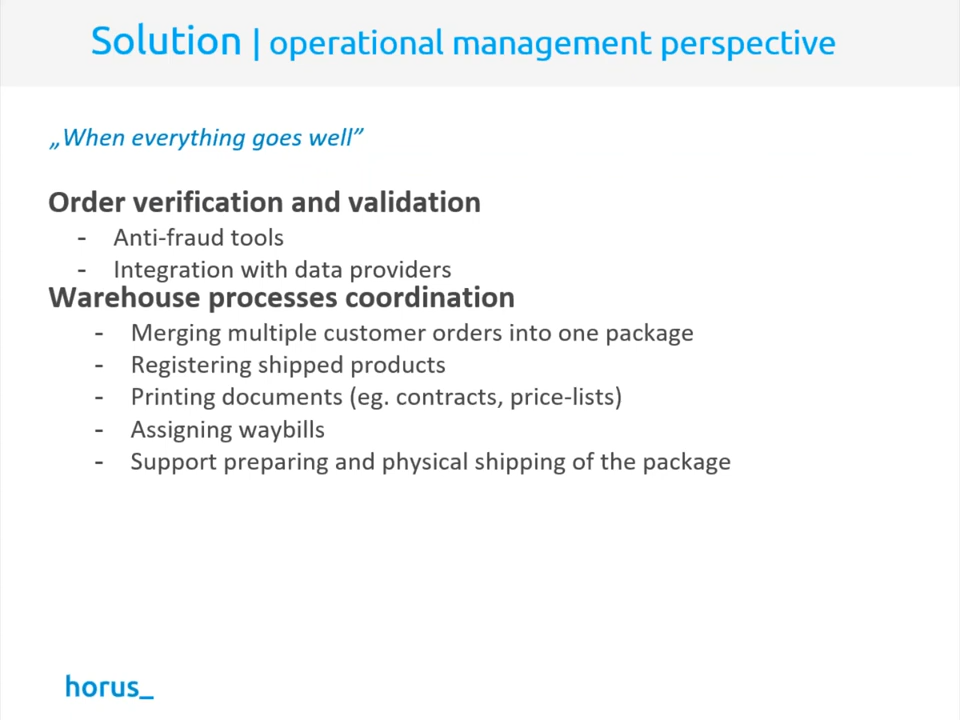 Solution | operational management perspective
„When everything goes well”
Order verification and validation
- Anti-fraud tools
- Integration with data providers
Warehouse processes coordination
- Merging multiple customer orders into one package
- Registering shipped products
- Printing documents (eg. contracts, price-lists)
- Assigning waybills
- Support preparing and physical shipping of the package
horus_